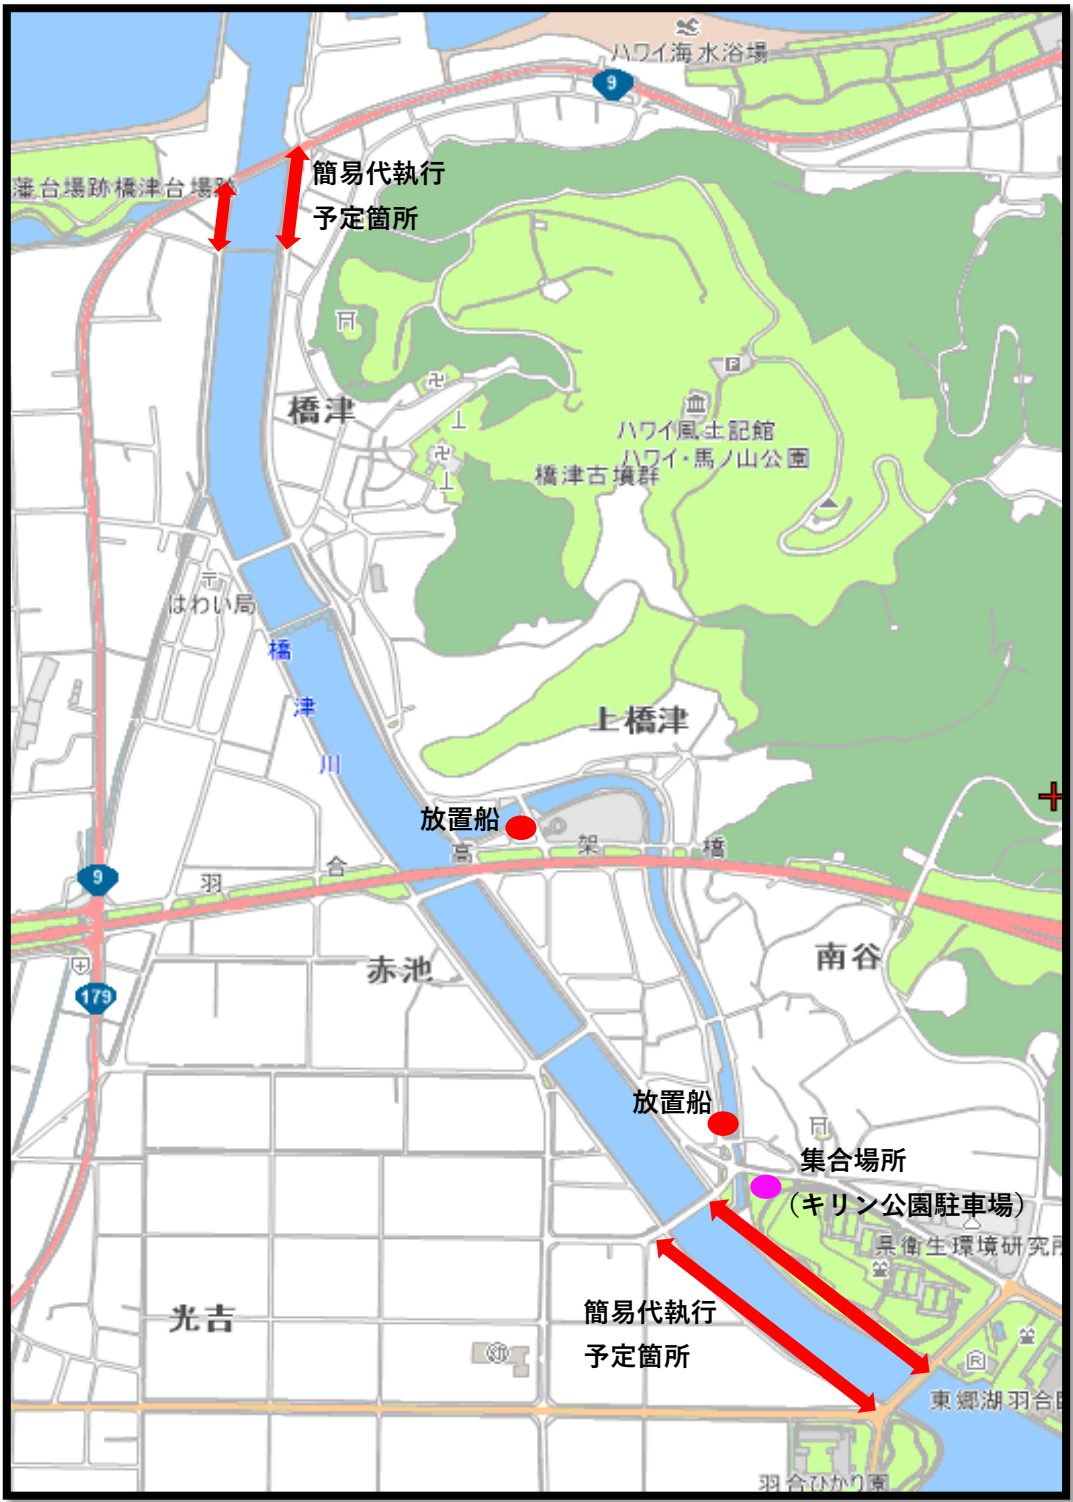 ハワイ海水浴場
9
簡易代執行
予定箇所
藩台場跡橋津台場跡
P
橋津
ハワイ風土記館
ハワイ・馬ノ山公園
橋津古墳群
はわい局
橋
津
川
上橋津
放置船
高
架
橋
合
羽
9
南谷
赤池
179
放置船
集合場所
（キリン公園駐車場）
県衛生環境研究所
簡易代執行
予定箇所
光吉
幼
R
東郷湖羽合臨
羽合ひかり園